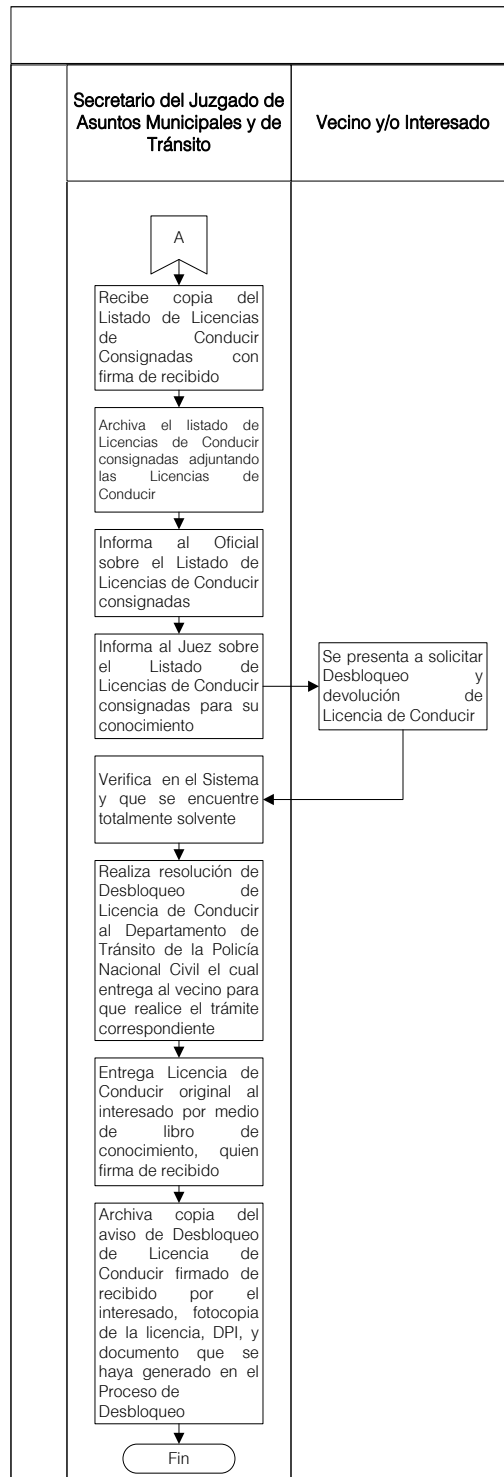 Secretario del Juzgado de
Asuntos Municipales y de
Tránsito
Vecino y/o Interesado
A
Recibe copia del
Listado de Licencias
de Conducir
Consignadas con
firma de recibido
Archiva el listado de
Licencias de Conducir
consignadas adjuntando
las Licencias de
Conducir
Informa al Oficial
sobre el Listado de
Licencias de Conducir
consignadas
Informa al Juez sobre
el Listado de
Licencias de Conducir
consignadas para su
conocimiento
Se presenta a solicitar
Desbloqueo y
devolución de
Licencia de Conducir
Verifica en el Sistema
y que se encuentre
totalmente solvente
Realiza resolución de
Desbloqueo de
Licencia de Conducir
al Departamento de
Tránsito de la Policía
Nacional Civil el cual
entrega al vecino para
que realice el trámite
correspondiente
Entrega Licencia de
Conducir original al
interesado por medio
de libro de
conocimiento, quien
firma de recibido
Archiva copia del
aviso de Desbloqueo
de Licencia de
Conducir firmado de
recibido por el
interesado, fotocopia
de la licencia, DPI, y
documento que se
haya generado en el
Proceso de
Desbloqueo
Fin